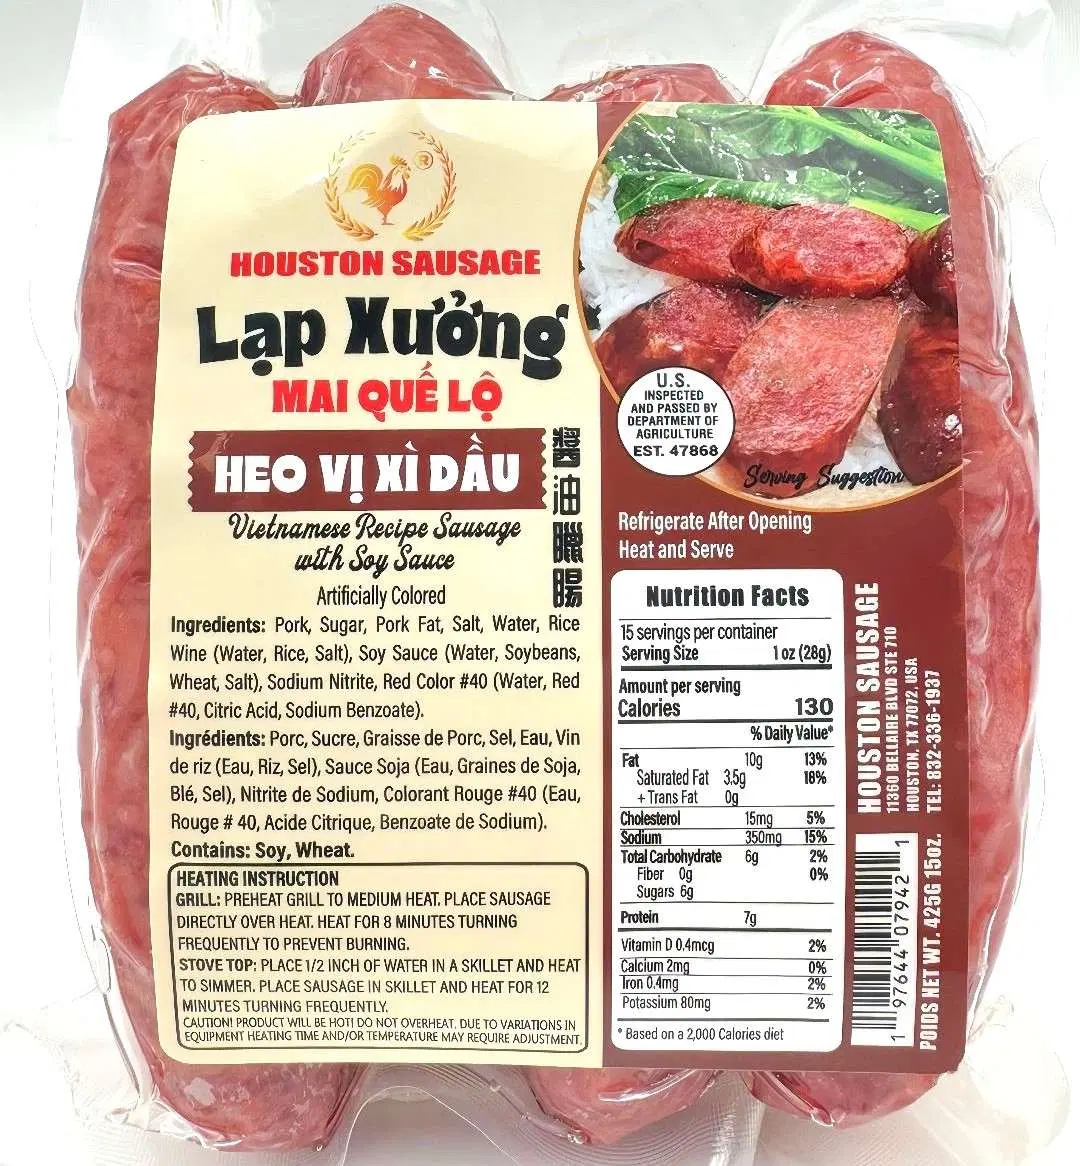 ®
HOUSTON SAUSAGE
Lạp Xưởng
MAI QUẾ LỘ
HEO VỊ XÌ DẦU
醬油臘腸
Vietnamese Recipe Sausage
with Soy Sauce
Artificially Colored
Ingredients: Pork, Sugar, Pork Fat, Salt, Water, Rice
Wine (Water, Rice, Salt), Soy Sauce (Water, Soybeans,
Wheat, Salt), Sodium Nitrite, Red Color #40 (Water, Red
#40, Citric Acid, Sodium Benzoate).
Ingrédients: Porc, Sucre, Graisse de Porc, Sel, Eau, Vin
de riz (Eau, Riz, Sel), Sauce Soja (Eau, Graines de Soja,
Blé, Sel), Nitrite de Sodium, Colorant Rouge #40 (Eau,
Rouge # 40, Acide Citrique, Benzoate de Sodium).
Contains: Soy, Wheat.
HEATING INSTRUCTION
GRILL: PREHEAT GRILL TO MEDIUM HEAT. PLACE SAUSAGE
DIRECTLY OVER HEAT. HEAT FOR 8 MINUTES TURNING
FREQUENTLY TO PREVENT BURNING.
STOVE TOP: PLACE 1/2 INCH OF WATER IN A SKILLET AND HEAT
TO SIMMER. PLACE SAUSAGE IN SKILLET AND HEAT FOR 12
MINUTES TURNING FREQUENTLY.
CAUTION! PRODUCT WILL BE HOT! DO NOT OVERHEAT. DUE TO VARIATIONS IN
EQUIPMENT HEATING TIME AND/OR TEMPERATURE MAY REQUIRE ADJUSTMENT.
U.S.
INSPECTED
AND PASSED BY
DEPARTMENT OF
AGRICULTURE
EST. 47868
Serving Suggestion
Refrigerate After Opening
Heat and Serve
Nutrition Facts
15 servings per container
Serving Size 1 oz (28g)
Amount per serving
Calories 130
% Daily Value*
Fat 10g 13%
Saturated Fat 3.5g 18%
+ Trans Fat 0g
Cholesterol 15mg 5%
Sodium 350mg 15%
Total Carbohydrate 6g 2%
Fiber 0g 0%
Sugars 6g
Protein 7g
Vitamin D 0.4mcg 2%
Calcium 2mg 0%
Iron 0.4mg 2%
Potassium 80mg 2%
* Based on a 2,000 Calories diet
HOUSTON SAUSAGE
11360 BELLAIRE BLVD STE 710
HOUSTON, TX 77072, USA
TEL: 832-336-1937
1 97644 07942 1
POIDS NET WT. 425G 15oz.